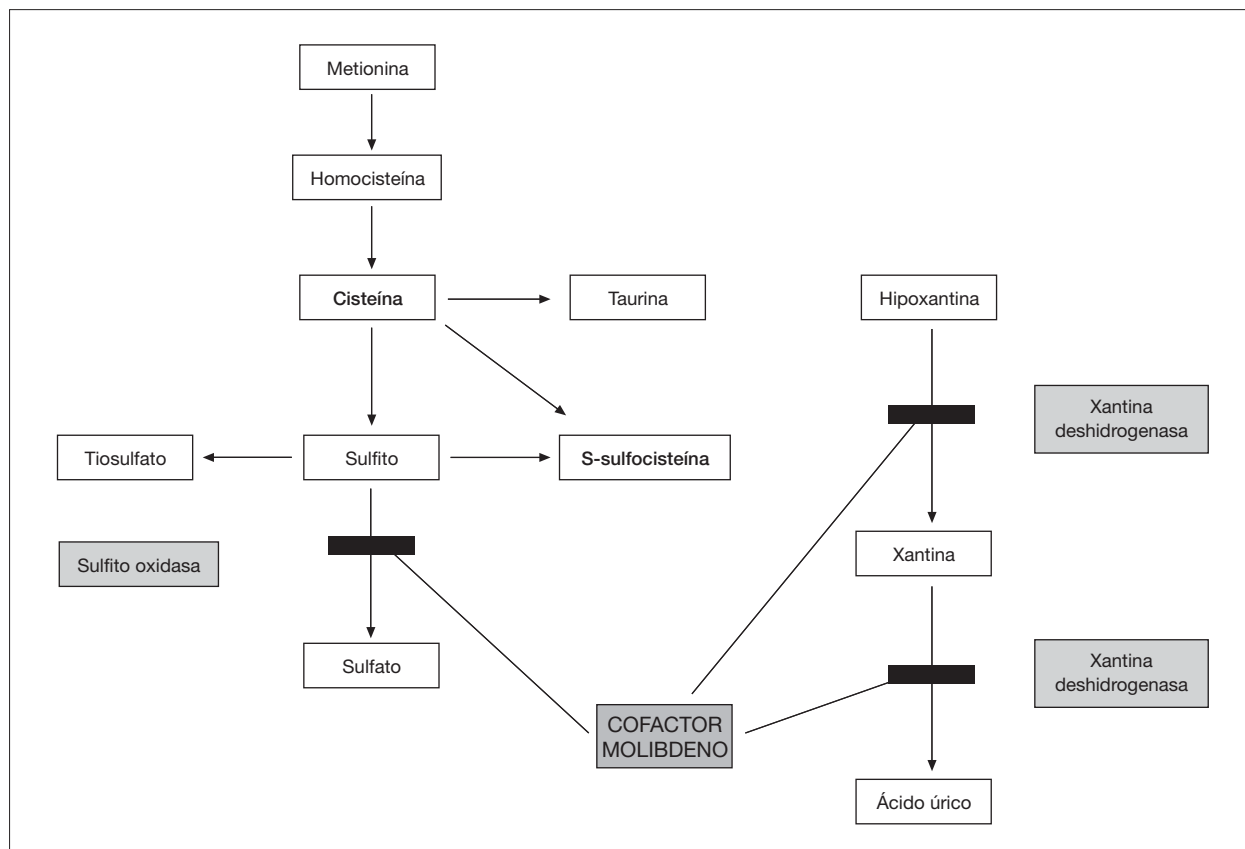 Metionina
Homocisteína
Cisteína
Taurina
Hipoxantina
Xantina
deshidrogenasa
Tiosulfato
Sulfito
S-sulfocisteína
Sulfito oxidasa
Xantina
Sulfato
Xantina
deshidrogenasa
COFACTOR
MOLIBDENO
Ácido úrico